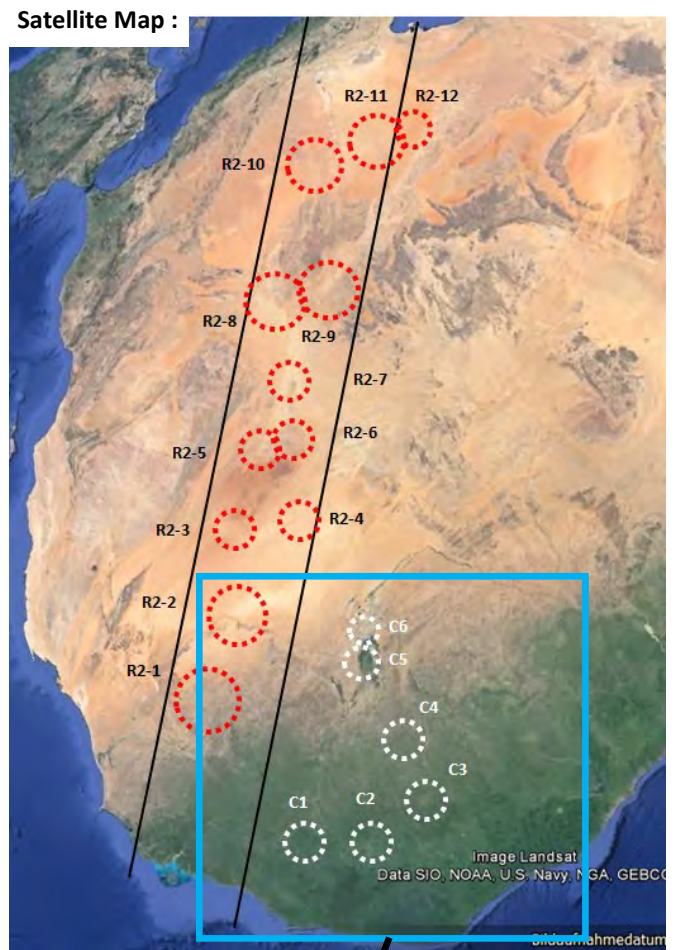 Satellite Map :
R2-11
R2-12
R2-10
R2-8
R2-9
R2-7
R2-6
R2-5
R2-3
R2-4
R2-2
C6
R2-1
C5
C4
C3
C1
C2
Image Landsat
Data SIO, NOAA, U.S. Navy, NGA, GEBCO
Bildaufnahmedatum